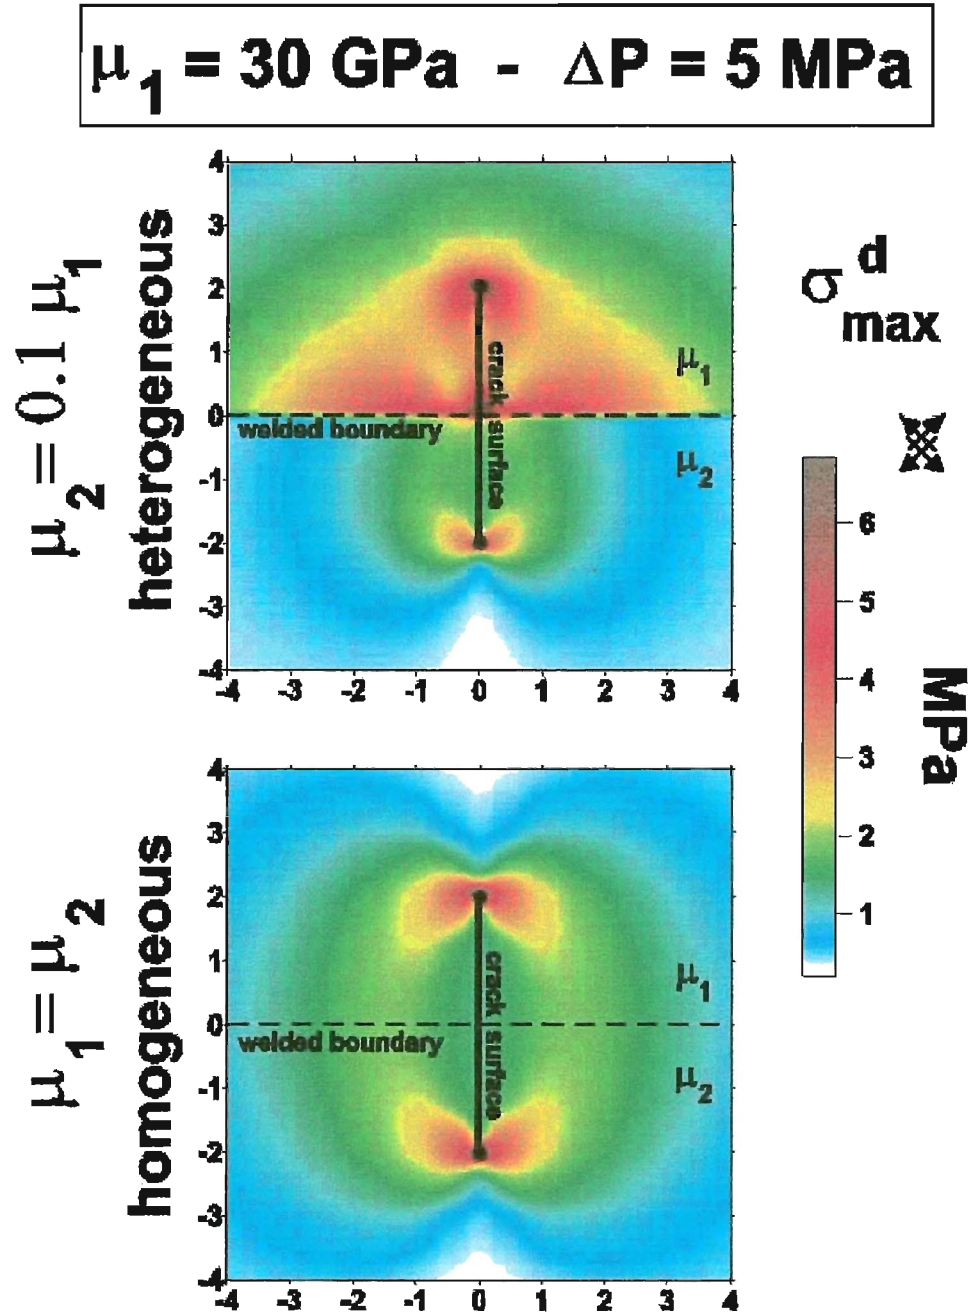 μ1 = 30 GPa - ΔP = 5 MPa
μ2 = 0.1 μ1
heterogeneous
4
3
2
1
0
-1
-2
-3
-4
-4 -3 -2 -1 0 1 2 3 4
crack surface
welded boundary
μ1
μ2
σ d max
6
5
4
3
2
1
MPa
μ1 = μ2
homogeneous
4
3
2
1
0
-1
-2
-3
-4
-4 -3 -2 -1 0 1 2 3 4
crack surface
welded boundary
μ1
μ2